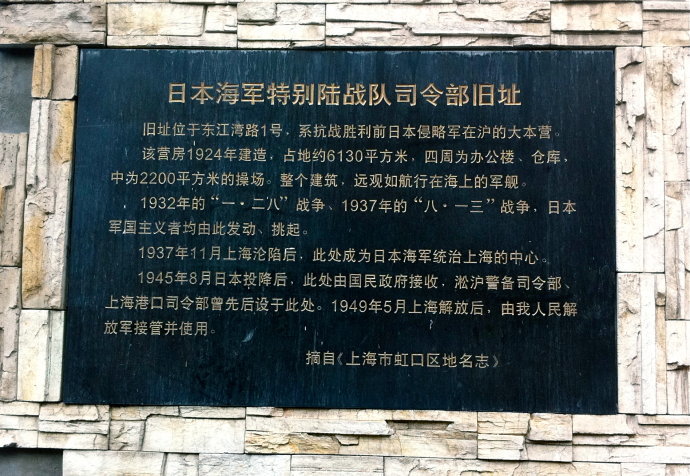 日本海军特别陆战队司令部旧址
旧址位于东江湾路1号，系抗战胜利前日本侵略军在沪的大本营。
该营房1924年建造，占地约6130平方米，四周为办公楼、仓库，
中为2200平方米的操场。整个建筑，远观如航行在海上的军舰。
1932年的“一·二八”战争、1937年的“八·一三”战争，日本
军国主义者均由此发动、挑起。
1937年11月上海沦陷后，此处成为日本海军统治上海的中心。
1945年8月日本投降后，此处由国民政府接收，淞沪警备司令部、
上海港口司令部曾先后设于此处。1949年5月上海解放后，由我人民解
放军接管并使用。
摘自《上海市虹口区地名志》